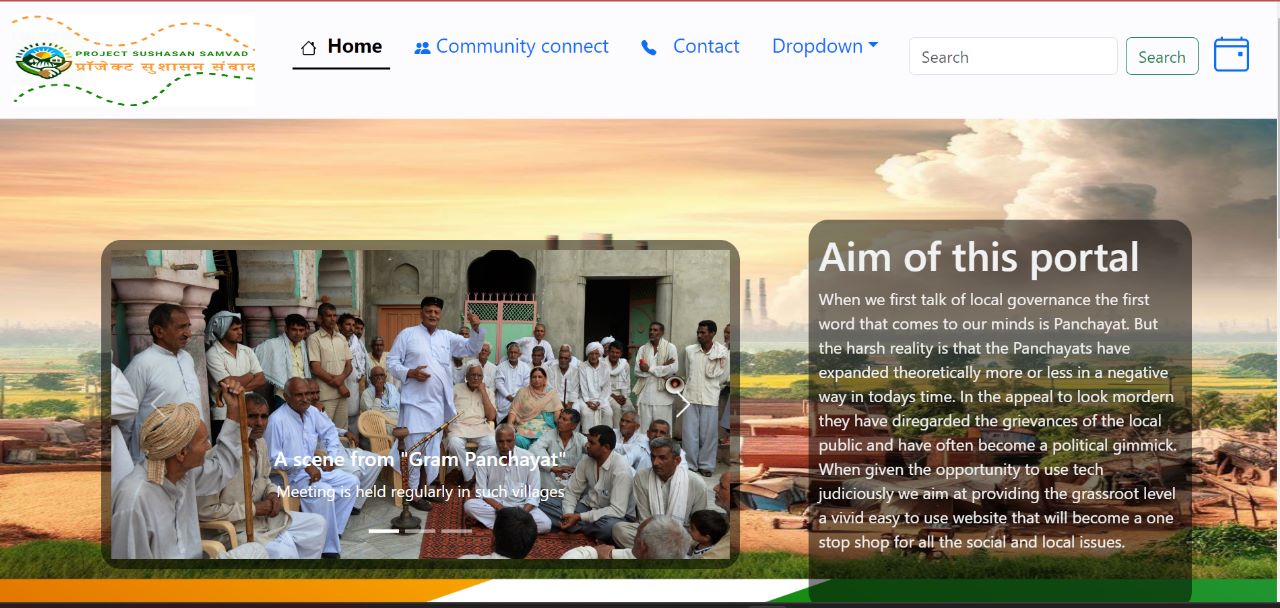 PROJECT SUSHASAN SAMVAD
प्रॉजेक्ट सुशासन संवाद
Home
Community connect
Contact
Dropdown
Search
Search
A scene from "Gram Panchayat"
Meeting is held regularly in such villages
Aim of this portal
When we first talk of local governance the first
word that comes to our minds is Panchayat. But
the harsh reality is that the Panchayats have
expanded theoretically more or less in a negative
way in todays time. In the appeal to look mordern
they have diregarded the grievances of the local
public and have often become a political gimmick.
When given the opportunity to use tech
judiciously we aim at providing the grassroot level
a vivid easy to use website that will become a one
stop shop for all the social and local issues.